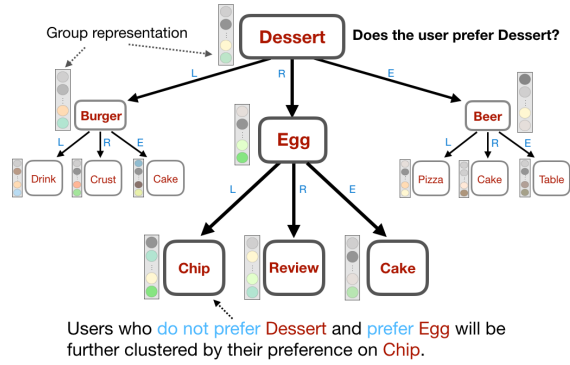 Group representation
Dessert
Does the user prefer Dessert?
L
R
E
Burger
Egg
Beer
L
R
E
L
R
E
L
R
E
Drink
Crust
Cake
Pizza
Cake
Table
Chip
Review
Cake
Users who do not prefer Dessert and prefer Egg will be
further clustered by their preference on Chip.